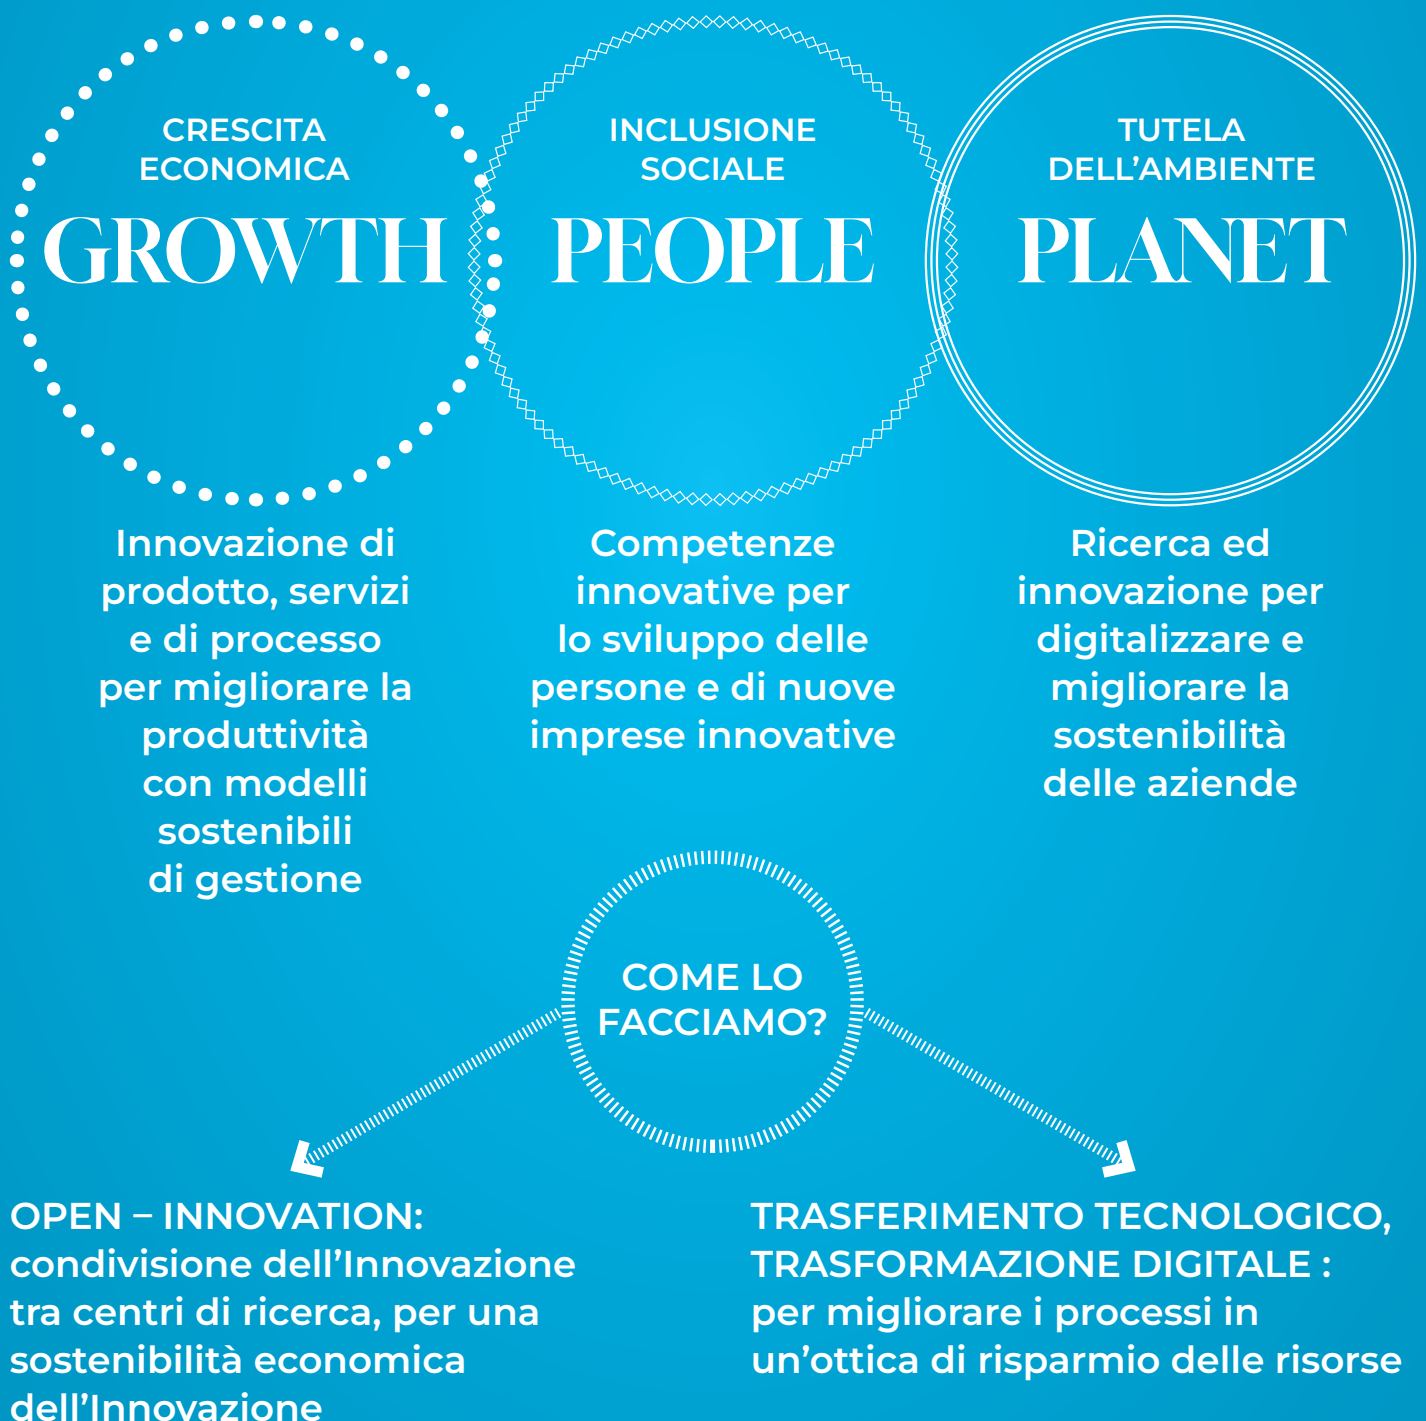 CRESCITA
ECONOMICA
GROWTH
INCLUSIONE
SOCIALE
PEOPLE
TUTELA
DELL’AMBIENTE
PLANET
Innovazione di
prodotto, servizi
e di processo
per migliorare la
produttività
con modelli
sostenibili
di gestione
Competenze
innovative per
lo sviluppo delle
persone e di nuove
imprese innovative
Ricerca ed
innovazione per
digitalizzare e
migliorare la
sostenibilità
delle aziende
COME LO
FACCIAMO?
OPEN – INNOVATION:
condivisione dell’Innovazione
tra centri di ricerca, per una
sostenibilità economica
dell’Innovazione
TRASFERIMENTO TECNOLOGICO,
TRASFORMAZIONE DIGITALE :
per migliorare i processi in
un’ottica di risparmio delle risorse